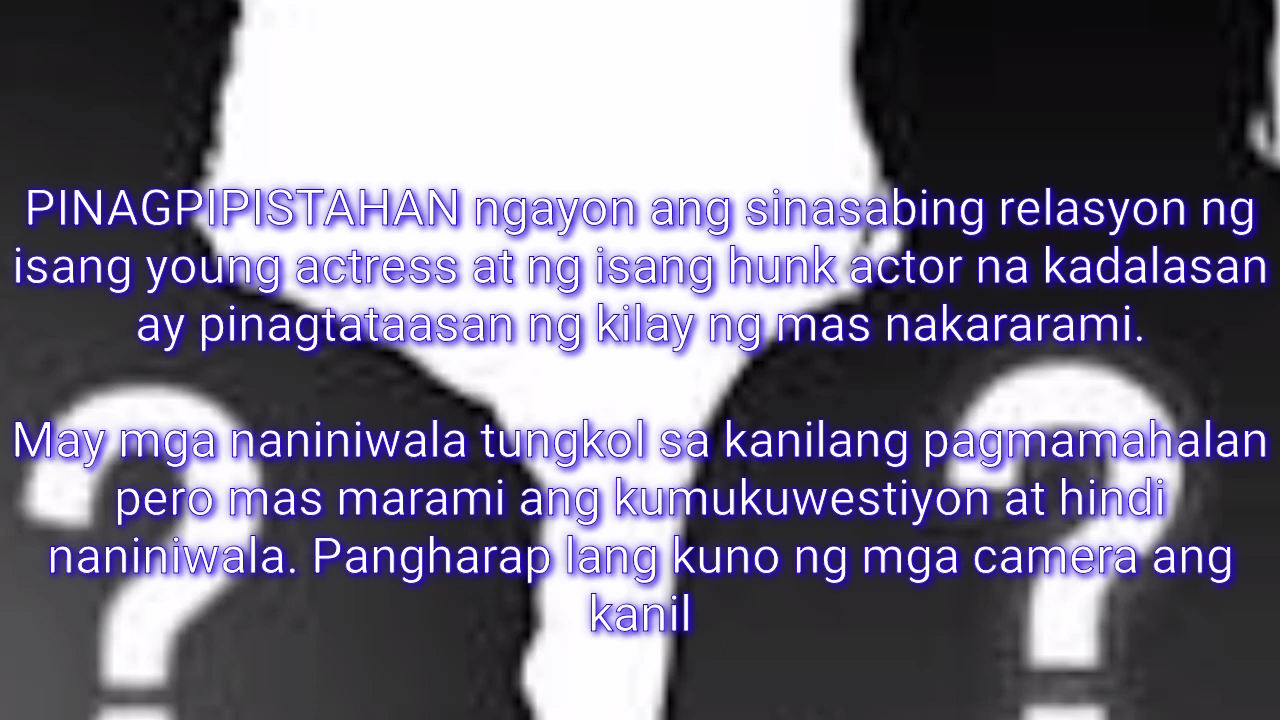 PINAGPIPISTAHAN ngayon ang sinasabing relasyon ng
isang young actress at ng isang hunk actor na kadalasan
ay pinagtataasan ng kilay ng mas nakararami.
May mga naniniwala tungkol sa kanilang pagmamahalan
pero mas marami ang kumukuwestiyon at hindi
naniniwala. Pangharap lang kuno ng mga camera ang
kanil